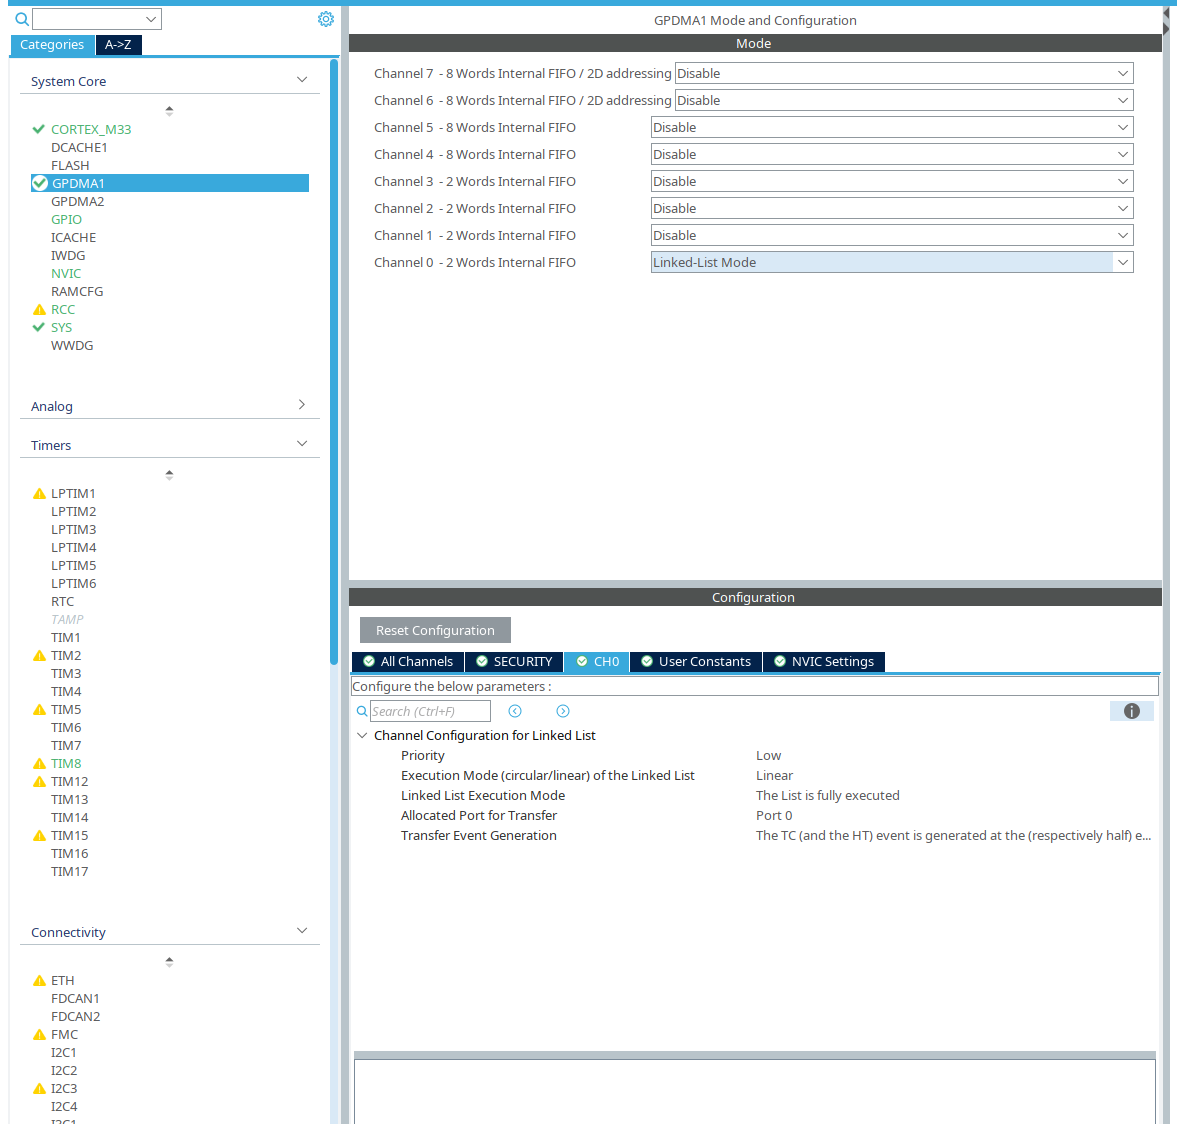 Categories
A->Z
System Core
CORTEX_M33
DCACHE1
FLASH
GPDMA1
GPDMA2
GPIO
ICACHE
IWDG
NVIC
RAMCFG
RCC
SYS
WWDG
Analog
Timers
LPTIM1
LPTIM2
LPTIM3
LPTIM4
LPTIM5
LPTIM6
RTC
TAMP
TIM1
TIM2
TIM3
TIM4
TIM5
TIM6
TIM7
TIM8
TIM12
TIM13
TIM14
TIM15
TIM16
TIM17
Connectivity
ETH
FDCAN1
FDCAN2
FMC
I2C1
I2C2
I2C3
I2C4
I3C1
GPDMA1 Mode and Configuration
Mode
Channel 7 - 8 Words Internal FIFO / 2D addressing Disable
Channel 6 - 8 Words Internal FIFO / 2D addressing Disable
Channel 5 - 8 Words Internal FIFO Disable
Channel 4 - 8 Words Internal FIFO Disable
Channel 3 - 2 Words Internal FIFO Disable
Channel 2 - 2 Words Internal FIFO Disable
Channel 1 - 2 Words Internal FIFO Disable
Channel 0 - 2 Words Internal FIFO Linked-List Mode
Configuration
Reset Configuration
All Channels SECURITY CH0 User Constants NVIC Settings
Configure the below parameters :
Search (Ctrl+F)
Channel Configuration for Linked List
Priority Low
Execution Mode (circular/linear) of the Linked List Linear
Linked List Execution Mode The List is fully executed
Allocated Port for Transfer Port 0
Transfer Event Generation The TC (and the HT) event is generated at the (respectively half) e...